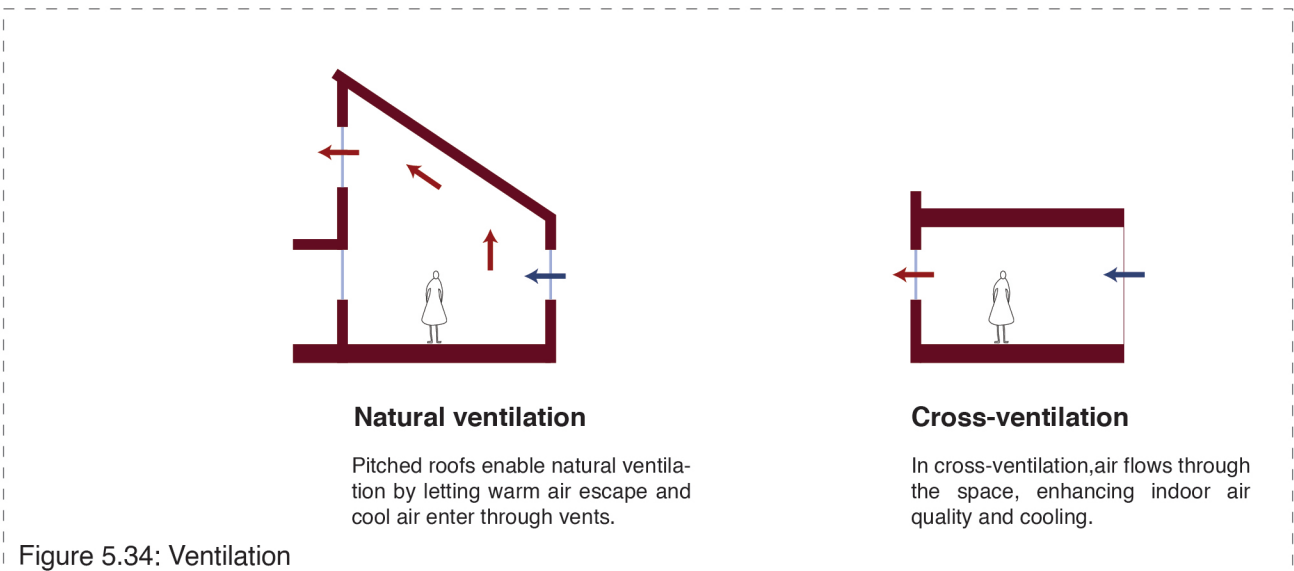 Natural ventilation
Pitched roofs enable natural ventila-
tion by letting warm air escape and
cool air enter through vents.
Cross-ventilation
In cross-ventilation,air flows through
the space, enhancing indoor air
quality and cooling.
Figure 5.34: Ventilation